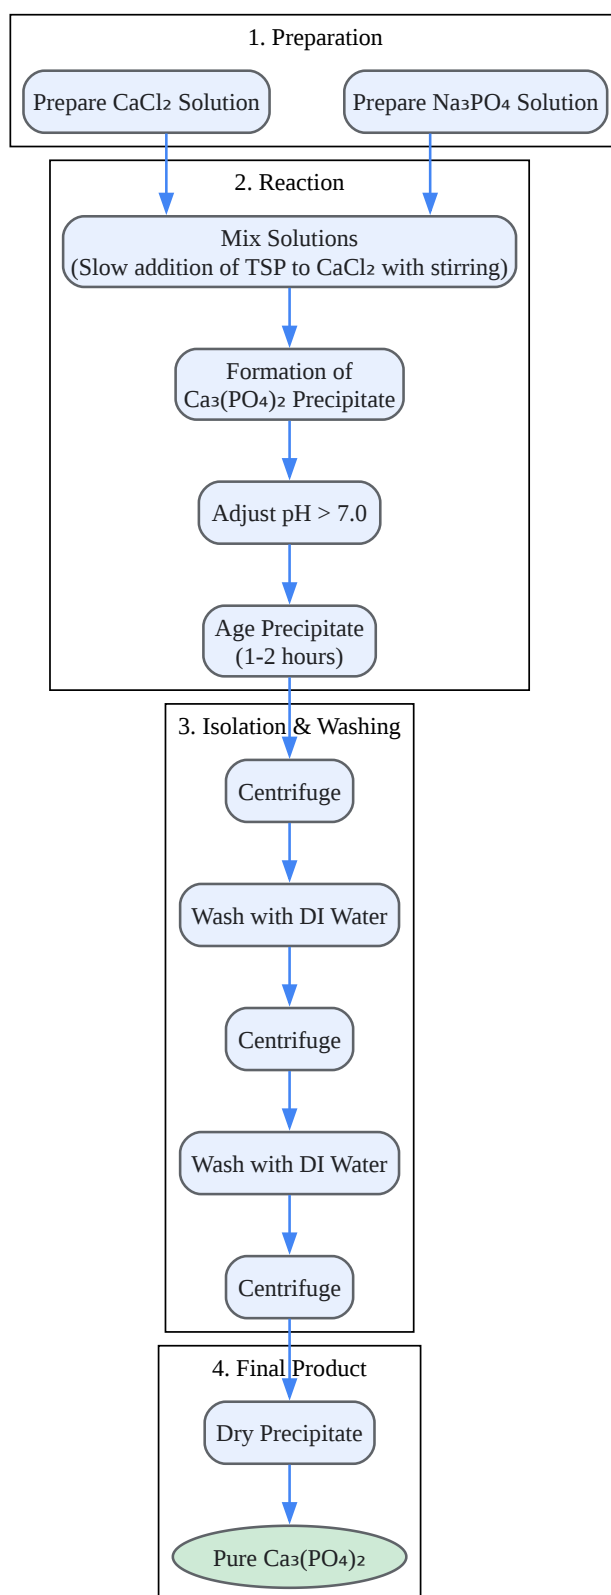 1. Preparation
Prepare CaCl₂ Solution
Prepare Na₃PO₄ Solution
2. Reaction
Mix Solutions
(Slow addition of TSP to CaCl₂ with stirring)
Formation of
Ca₃(PO₄)₂ Precipitate
Adjust pH > 7.0
Age Precipitate
(1-2 hours)
3. Isolation & Washing
Centrifuge
Wash with DI Water
Centrifuge
Wash with DI Water
Centrifuge
4. Final Product
Dry Precipitate
Pure Ca₃(PO₄)₂